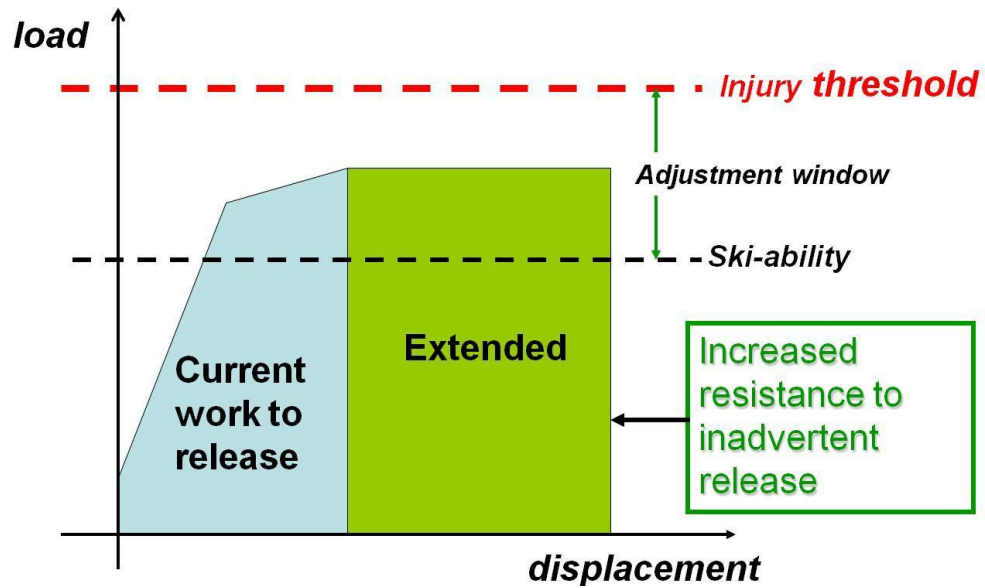 load
Injury threshold
Adjustment window
Ski-ability
Extended
Current
work to
release
Increased
resistance to
inadvertent
release
displacement